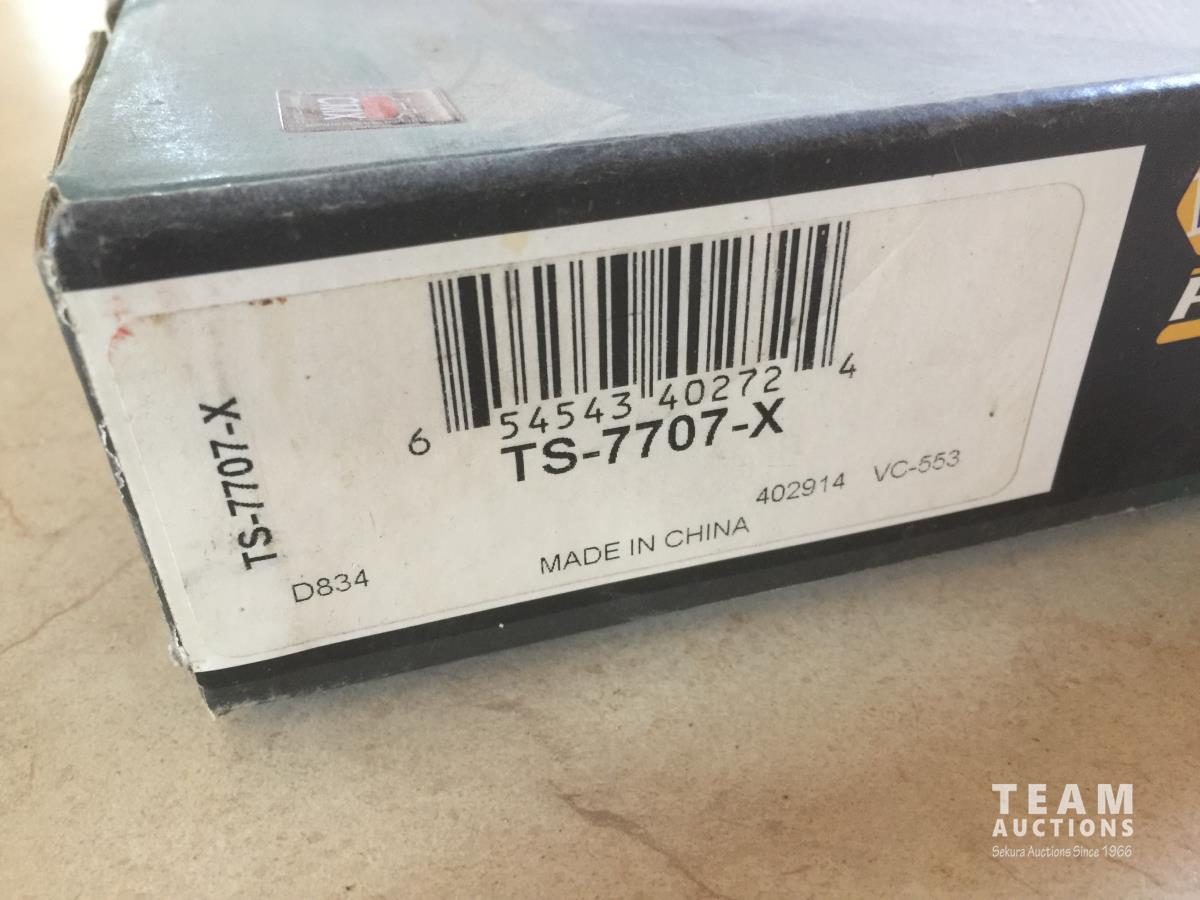 6 54543 40272 4
TS-7707-X
TS-7707-X
402914 VC-553
MADE IN CHINA
D834
TEAM
AUCTIONS
Sekura Auctions Since 1966